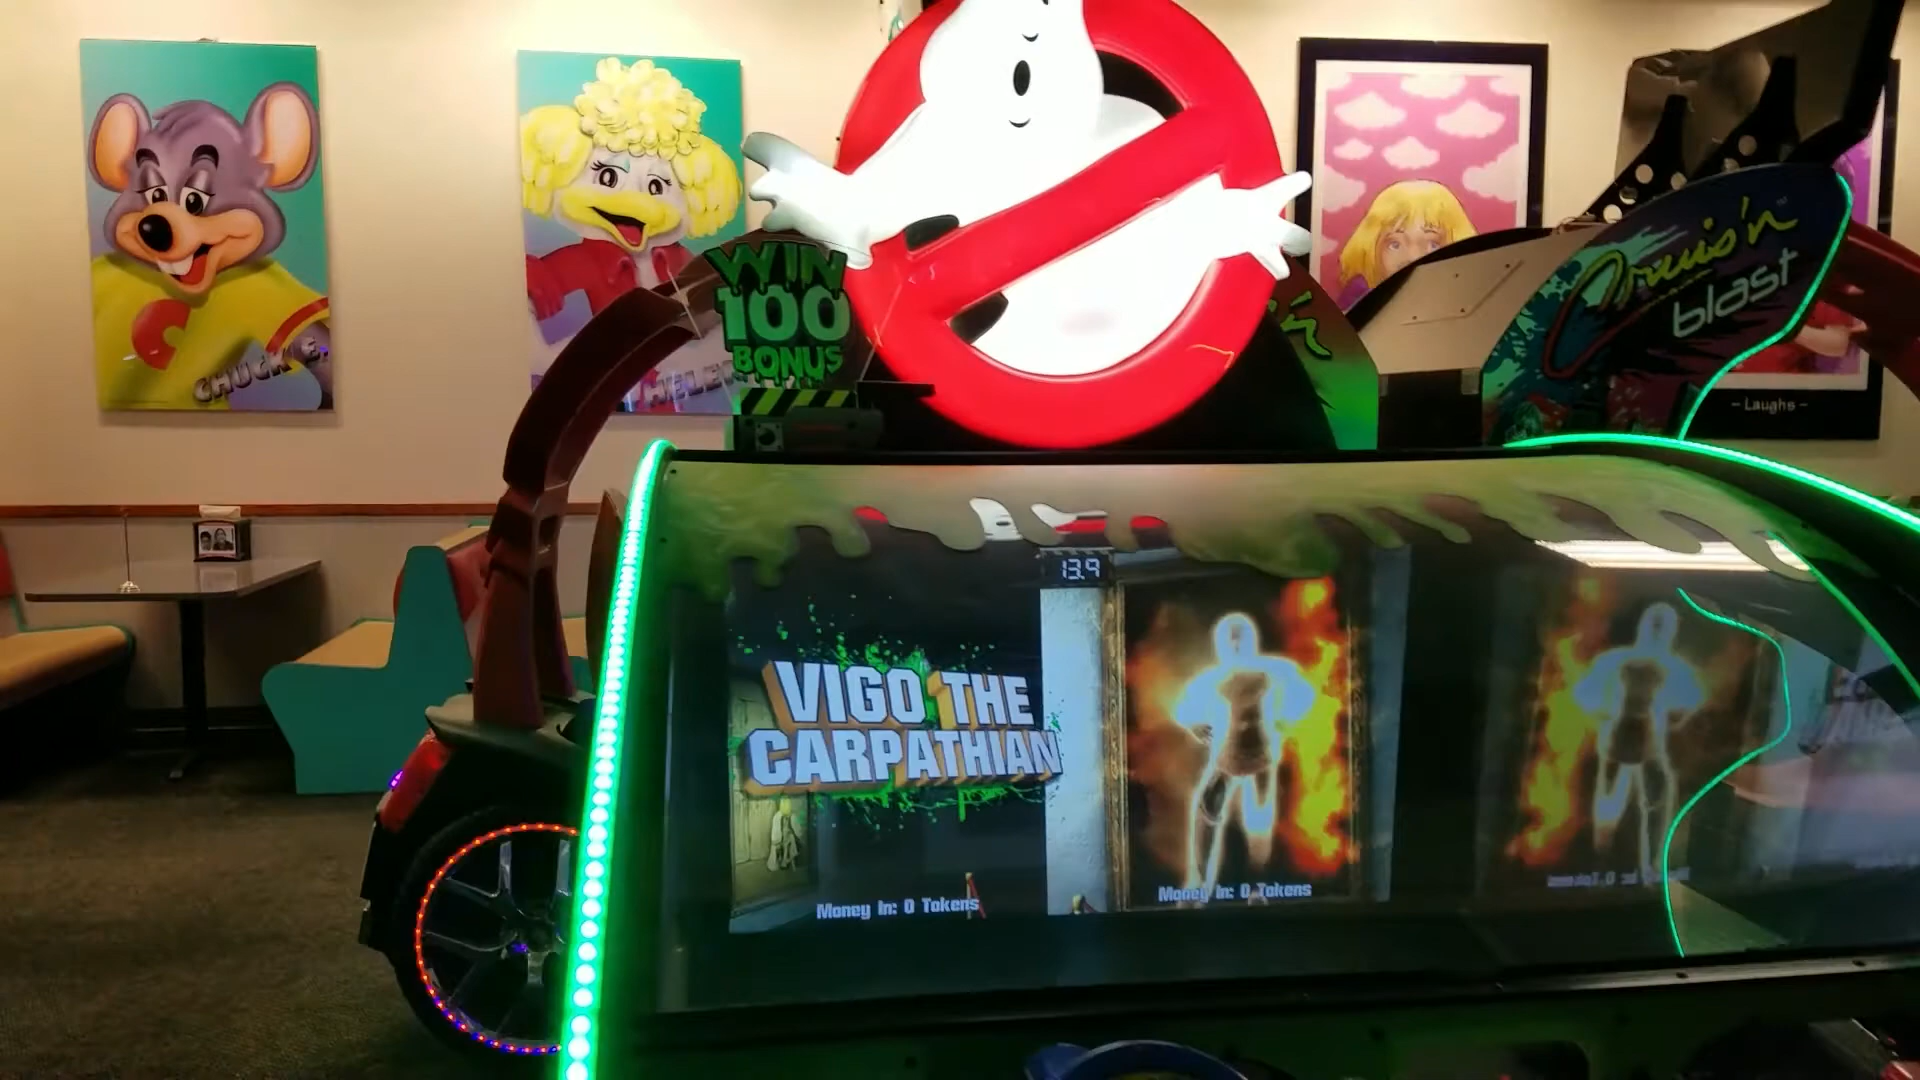 CHUCK E.
HELEN
WIN
100
BONUS
Cruis'n
blast
- Laughs -
13.9
VIGO THE
CARPATHIAN
Money In: 0 Tokens
Money In: 0 Tokens